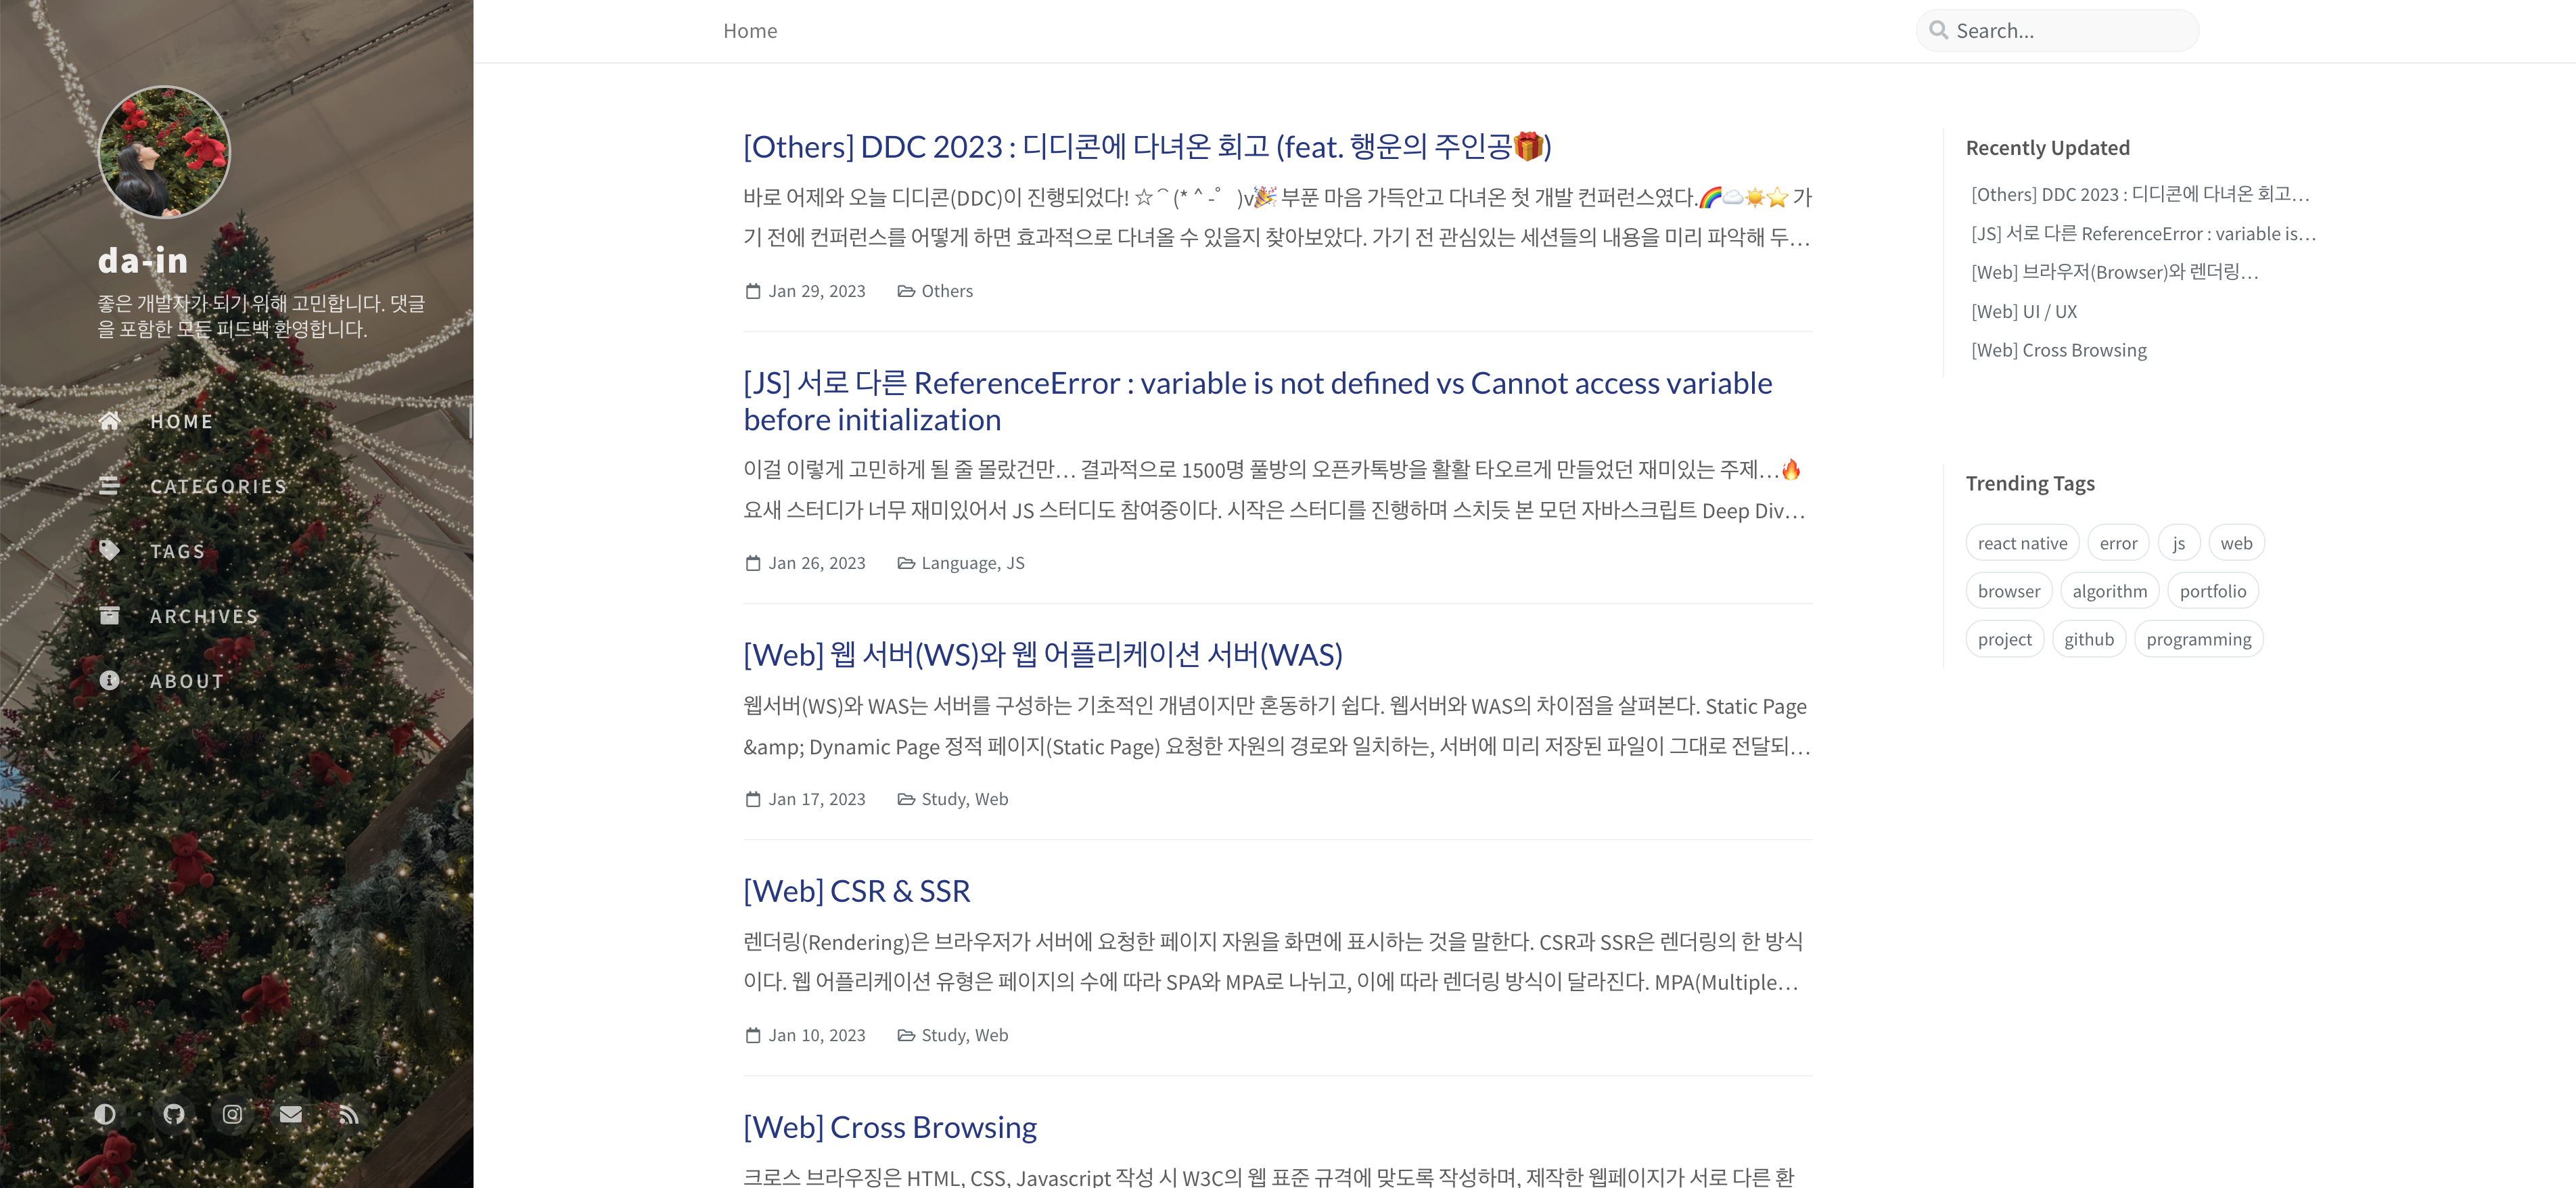 da-in
좋은 개발자가 되기 위해 고민합니다. 댓글
을 포함한 모든 피드백 환영합니다.
HOME
CATEGORIES
TAGS
ARCHIVES
ABOUT
Home
Search...
[Others] DDC 2023 : 디디콘에 다녀온 회고 (feat. 행운의 주인공🎁)
바로 어제와 오늘 디디콘(DDC)이 진행되었다! ☆⌒(*＾-゜)v🎉 부푼 마음 가득안고 다녀온 첫 개발 컨퍼런스였다.🌈☁️☀️⭐ 가
기 전에 컨퍼런스를 어떻게 하면 효과적으로 다녀올 수 있을지 찾아보았다. 가기 전 관심있는 세션들의 내용을 미리 파악해 두…
Jan 29, 2023 Others
[JS] 서로 다른 ReferenceError : variable is not defined vs Cannot access variable
before initialization
이걸 이렇게 고민하게 될 줄 몰랐건만… 결과적으로 1500명 풀방의 오픈카톡방을 활활 타오르게 만들었던 재미있는 주제…🔥
요새 스터디가 너무 재미있어서 JS 스터디도 참여중이다. 시작은 스터디를 진행하며 스치듯 본 모던 자바스크립트 Deep Div…
Jan 26, 2023 Language, JS
[Web] 웹 서버(WS)와 웹 어플리케이션 서버(WAS)
웹서버(WS)와 WAS는 서버를 구성하는 기초적인 개념이지만 혼동하기 쉽다. 웹서버와 WAS의 차이점을 살펴본다. Static Page
&amp;amp; Dynamic Page 정적 페이지(Static Page) 요청한 자원의 경로와 일치하는, 서버에 미리 저장된 파일이 그대로 전달되…
Jan 17, 2023 Study, Web
[Web] CSR & SSR
렌더링(Rendering)은 브라우저가 서버에 요청한 페이지 자원을 화면에 표시하는 것을 말한다. CSR과 SSR은 렌더링의 한 방식
이다. 웹 어플리케이션 유형은 페이지의 수에 따라 SPA와 MPA로 나뉘고, 이에 따라 렌더링 방식이 달라진다. MPA(Multiple…
Jan 10, 2023 Study, Web
[Web] Cross Browsing
크로스 브라우징은 HTML, CSS, Javascript 작성 시 W3C의 웹 표준 규격에 맞도록 작성하며, 제작한 웹페이지가 서로 다른 환
Recently Updated
[Others] DDC 2023 : 디디콘에 다녀온 회고…
[JS] 서로 다른 ReferenceError : variable is…
[Web] 브라우저(Browser)와 렌더링…
[Web] UI / UX
[Web] Cross Browsing
Trending Tags
react native error js web
browser algorithm portfolio
project github programming